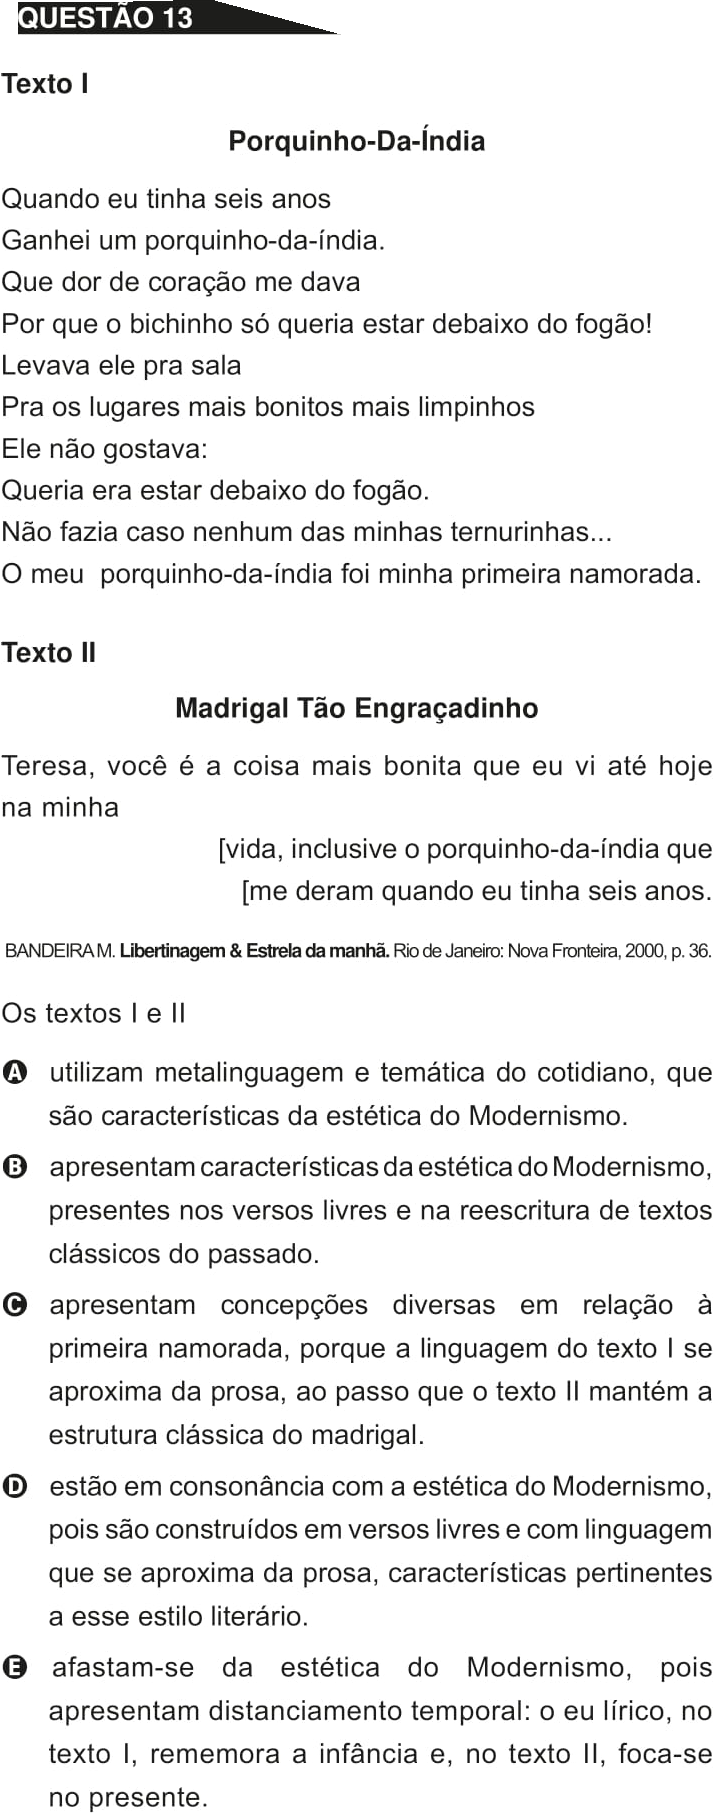 QUESTÃO 13
Texto I
Porquinho-Da-Índia
Quando eu tinha seis anos
Ganhei um porquinho-da-índia.
Que dor de coração me dava
Por que o bichinho só queria estar debaixo do fogão!
Levava ele pra sala
Pra os lugares mais bonitos mais limpinhos
Ele não gostava:
Queria era estar debaixo do fogão.
Não fazia caso nenhum das minhas ternurinhas...
O meu porquinho-da-índia foi minha primeira namorada.
Texto II
Madrigal Tão Engraçadinho
Teresa, você é a coisa mais bonita que eu vi até hoje
na minha
[vida, inclusive o porquinho-da-índia que
[me deram quando eu tinha seis anos.
BANDEIRA M. Libertinagem & Estrela da manhã. Rio de Janeiro: Nova Fronteira, 2000, p. 36.
Os textos I e II
A utilizam metalinguagem e temática do cotidiano, que
são características da estética do Modernismo.
B apresentam características da estética do Modernismo,
presentes nos versos livres e na reescritura de textos
clássicos do passado.
C apresentam concepções diversas em relação à
primeira namorada, porque a linguagem do texto I se
aproxima da prosa, ao passo que o texto II mantém a
estrutura clássica do madrigal.
D estão em consonância com a estética do Modernismo,
pois são construídos em versos livres e com linguagem
que se aproxima da prosa, características pertinentes
a esse estilo literário.
E afastam-se da estética do Modernismo, pois
apresentam distanciamento temporal: o eu lírico, no
texto I, rememora a infância e, no texto II, foca-se
no presente.